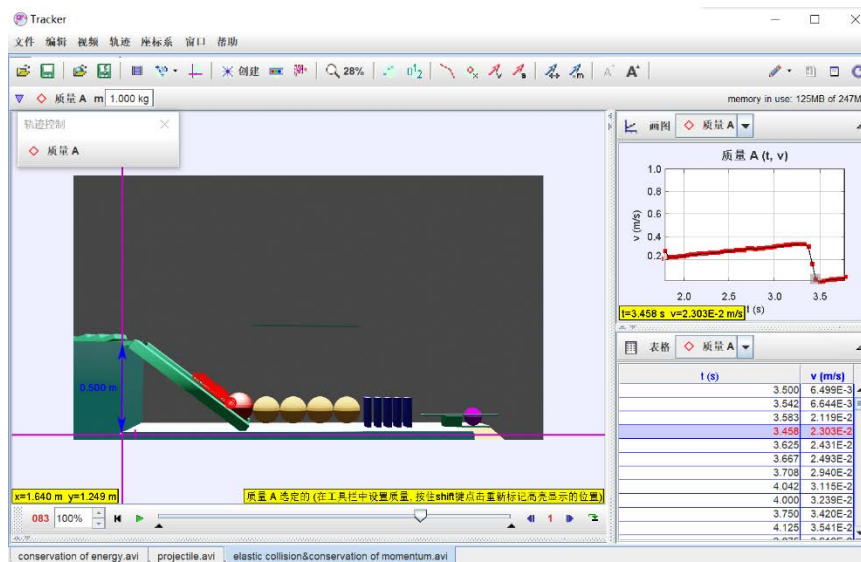 Tracker
文件 编辑 视频 轨迹 座标系 窗口 帮助
创建 28%
质量 A m 1.000 kg
memory in use: 125MB of 247M
轨迹控制
质量 A
0.500 m
x=1.640 m y=1.249 m
质量 A 选定的 (在工具栏中设置质量, 按住shift键点击重新标记高亮显示的位置)
083 100%
1
conservation of energy.avi projectile.avi elastic collision&conservation of momentum.avi
画图 质量 A
质量 A (t, v)
v (m/s)
1.0
0.8
0.6
0.4
0.2
2.0 2.5 3.0 3.5
t (s)
t=3.458 s v=2.303E-2 m/s
表格 质量 A
t (s) v (m/s)
3.500 6.499E-3
3.542 6.644E-3
3.583 2.119E-2
3.458 2.303E-2
3.625 2.431E-2
3.667 2.493E-2
3.708 2.940E-2
4.042 3.115E-2
4.000 3.239E-2
3.750 3.420E-2
4.125 3.541E-2